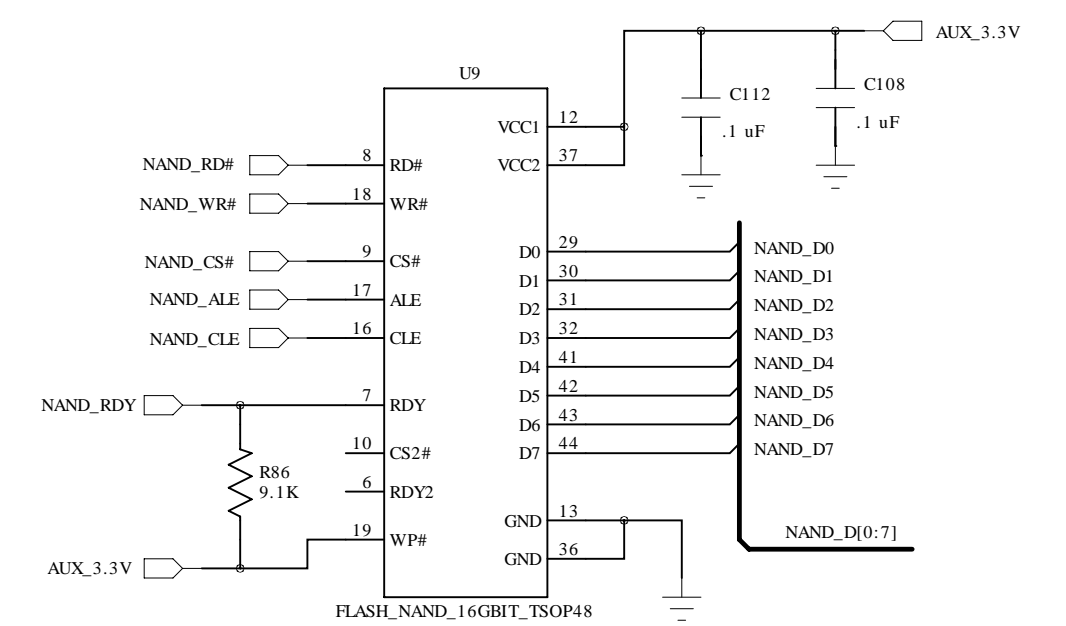 AUX_3.3V
U9
C108
C112
.1 uF
.1 uF
12
VCC1
37
VCC2
NAND_RD#
8
RD#
NAND_WR#
18
WR#
NAND_CS#
9
CS#
NAND_ALE
17
ALE
NAND_CLE
16
CLE
D0
29
NAND_D0
D1
30
NAND_D1
D2
31
NAND_D2
D3
32
NAND_D3
D4
41
NAND_D4
D5
42
NAND_D5
D6
43
NAND_D6
D7
44
NAND_D7
NAND_RDY
7
RDY
10
CS2#
R86
9.1K
6
RDY2
GND
13
19
WP#
GND
36
NAND_D[0:7]
AUX_3.3V
FLASH_NAND_16GBIT_TSOP48